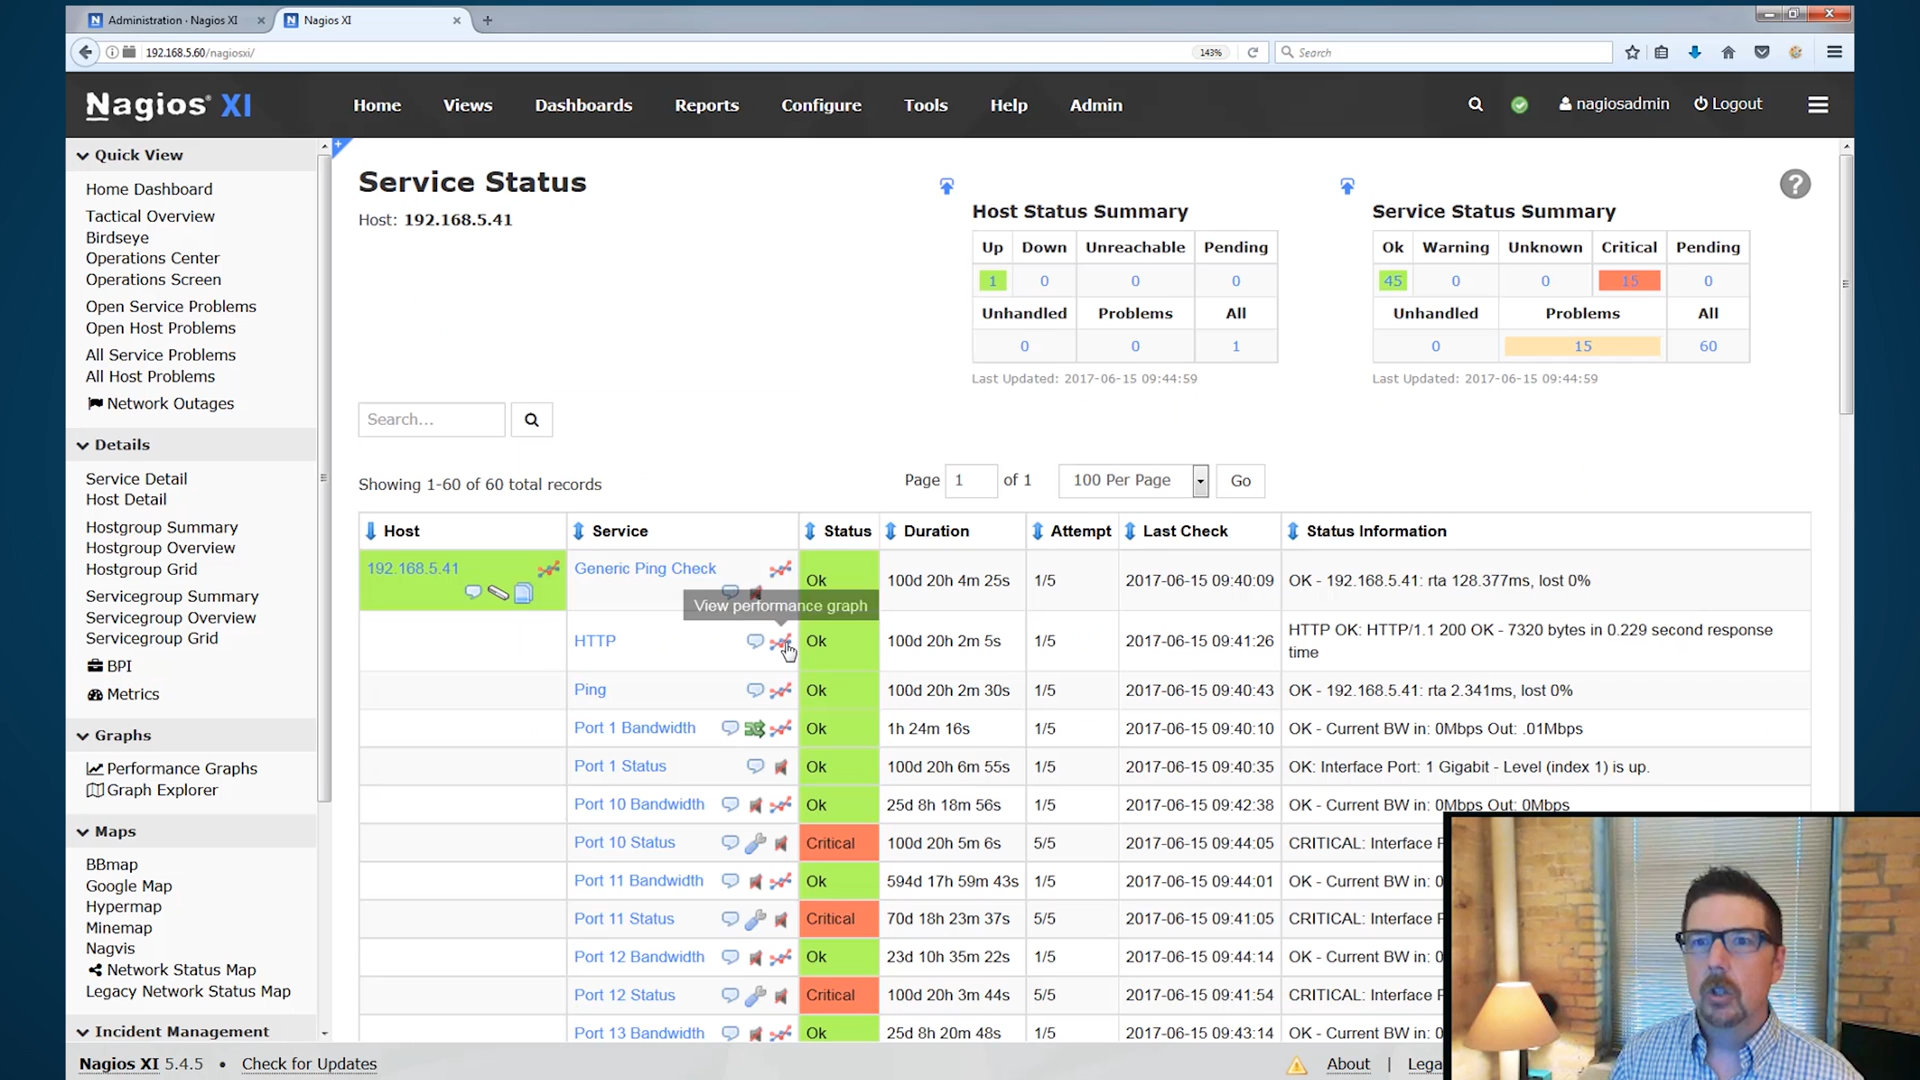 Administration · Nagios XI
Nagios XI
192.168.5.60/nagiosxi/
143%
Search
Nagios® XI
Home Views Dashboards Reports Configure Tools Help Admin
nagiosadmin Logout
Quick View
Home Dashboard
Tactical Overview
Birdseye
Operations Center
Operations Screen
Open Service Problems
Open Host Problems
All Service Problems
All Host Problems
Network Outages
Details
Service Detail
Host Detail
Hostgroup Summary
Hostgroup Overview
Hostgroup Grid
Servicegroup Summary
Servicegroup Overview
Servicegroup Grid
BPI
Metrics
Graphs
Performance Graphs
Graph Explorer
Maps
BBmap
Google Map
Hypermap
Minemap
Nagvis
Network Status Map
Legacy Network Status Map
Incident Management
Service Status
Host: 192.168.5.41
Host Status Summary
Up Down Unreachable Pending
1 0 0 0
Unhandled Problems All
0 0 1
Last Updated: 2017-06-15 09:44:59
Service Status Summary
Ok Warning Unknown Critical Pending
45 0 0 15 0
Unhandled Problems All
0 15 60
Last Updated: 2017-06-15 09:44:59
?
Search...
Showing 1-60 of 60 total records
Page 1 of 1 100 Per Page Go
Host Service Status Duration Attempt Last Check Status Information
192.168.5.41 Generic Ping Check Ok 100d 20h 4m 25s 1/5 2017-06-15 09:40:09 OK - 192.168.5.41: rta 128.377ms, lost 0%
View performance graph
HTTP Ok 100d 20h 2m 5s 1/5 2017-06-15 09:41:26 HTTP OK: HTTP/1.1 200 OK - 7320 bytes in 0.229 second response
time
Ping Ok 100d 20h 2m 30s 1/5 2017-06-15 09:40:43 OK - 192.168.5.41: rta 2.341ms, lost 0%
Port 1 Bandwidth Ok 1h 24m 16s 1/5 2017-06-15 09:40:10 OK - Current BW in: 0Mbps Out: .01Mbps
Port 1 Status Ok 100d 20h 6m 55s 1/5 2017-06-15 09:40:35 OK: Interface Port: 1 Gigabit - Level (index 1) is up.
Port 10 Bandwidth Ok 25d 8h 18m 56s 1/5 2017-06-15 09:42:38 OK - Current BW in: 0Mbps Out: 0Mbps
Port 10 Status Critical 100d 20h 5m 6s 5/5 2017-06-15 09:44:05 CRITICAL: Interface P
Port 11 Bandwidth Ok 594d 17h 59m 43s 1/5 2017-06-15 09:44:01 OK - Current BW in: 0
Port 11 Status Critical 70d 18h 23m 37s 5/5 2017-06-15 09:41:05 CRITICAL: Interface P
Port 12 Bandwidth Ok 23d 10h 35m 22s 1/5 2017-06-15 09:44:14 OK - Current BW in: 0
Port 12 Status Critical 100d 20h 3m 44s 5/5 2017-06-15 09:41:54 CRITICAL: Interface P
Port 13 Bandwidth Ok 25d 8h 20m 48s 1/5 2017-06-15 09:43:14 OK - Current BW in: 0
Nagios XI 5.4.5 • Check for Updates
About | Lega